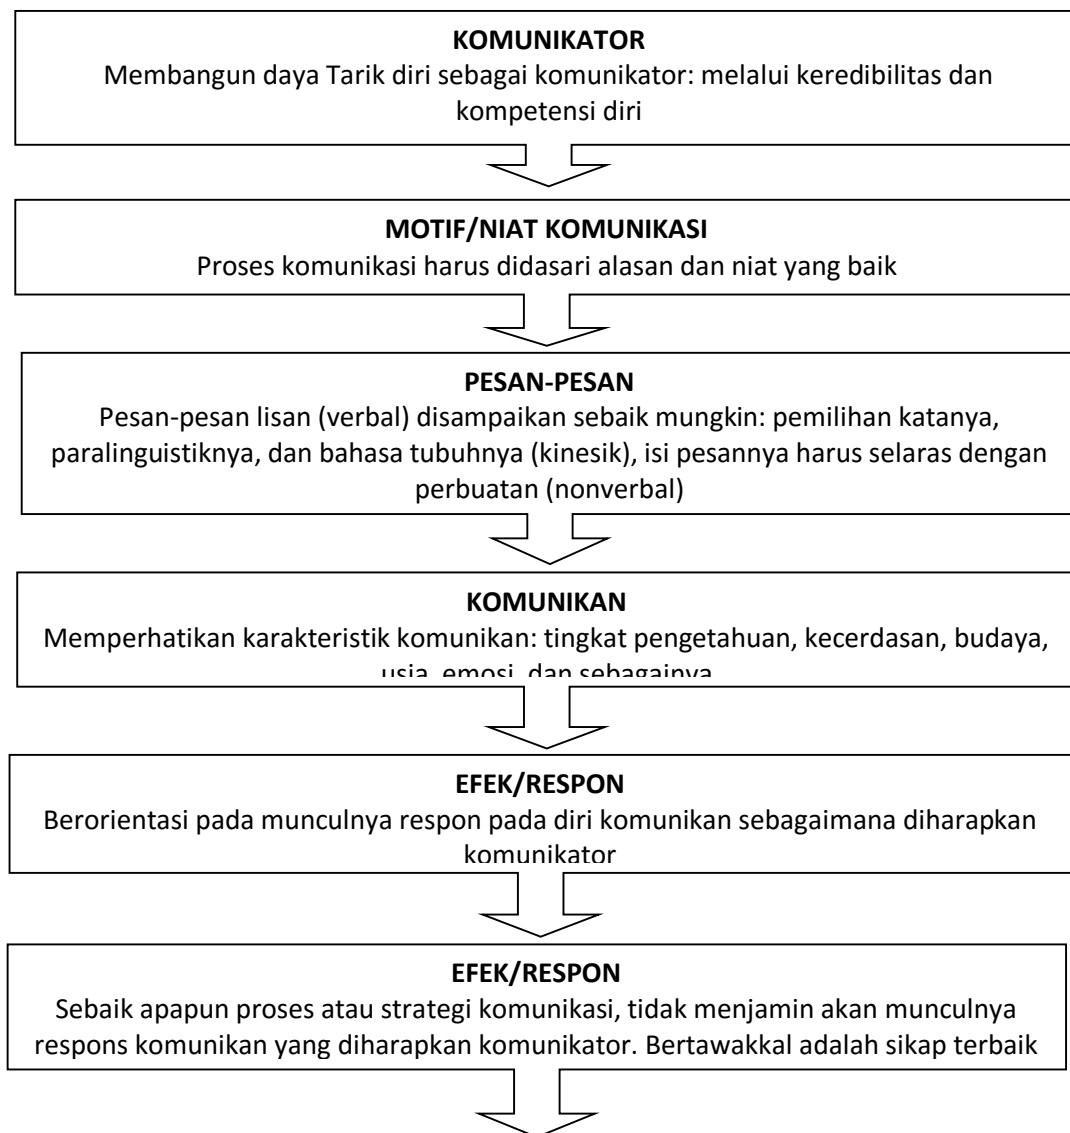 KOMUNIKATOR
Membangun daya Tarik diri sebagai komunikator: melalui keredibilitas dan
kompetensi diri
MOTIF/NIAT KOMUNIKASI
Proses komunikasi harus didasari alasan dan niat yang baik
PESAN-PESAN
Pesan-pesan lisan (verbal) disampaikan sebaik mungkin: pemilihan katanya,
paralinguistiknya, dan bahasa tubuhnya (kinesik), isi pesannya harus selaras dengan
perbuatan (nonverbal)
KOMUNIKAN
Memperhatikan karakteristik komunikan: tingkat pengetahuan, kecerdasan, budaya,
usia, emosi, dan sebagainya
EFEK/RESPON
Berorientasi pada munculnya respon pada diri komunikan sebagaimana diharapkan
komunikator
EFEK/RESPON
Sebaik apapun proses atau strategi komunikasi, tidak menjamin akan munculnya
respons komunikan yang diharapkan komunikator. Bertawakkal adalah sikap terbaik